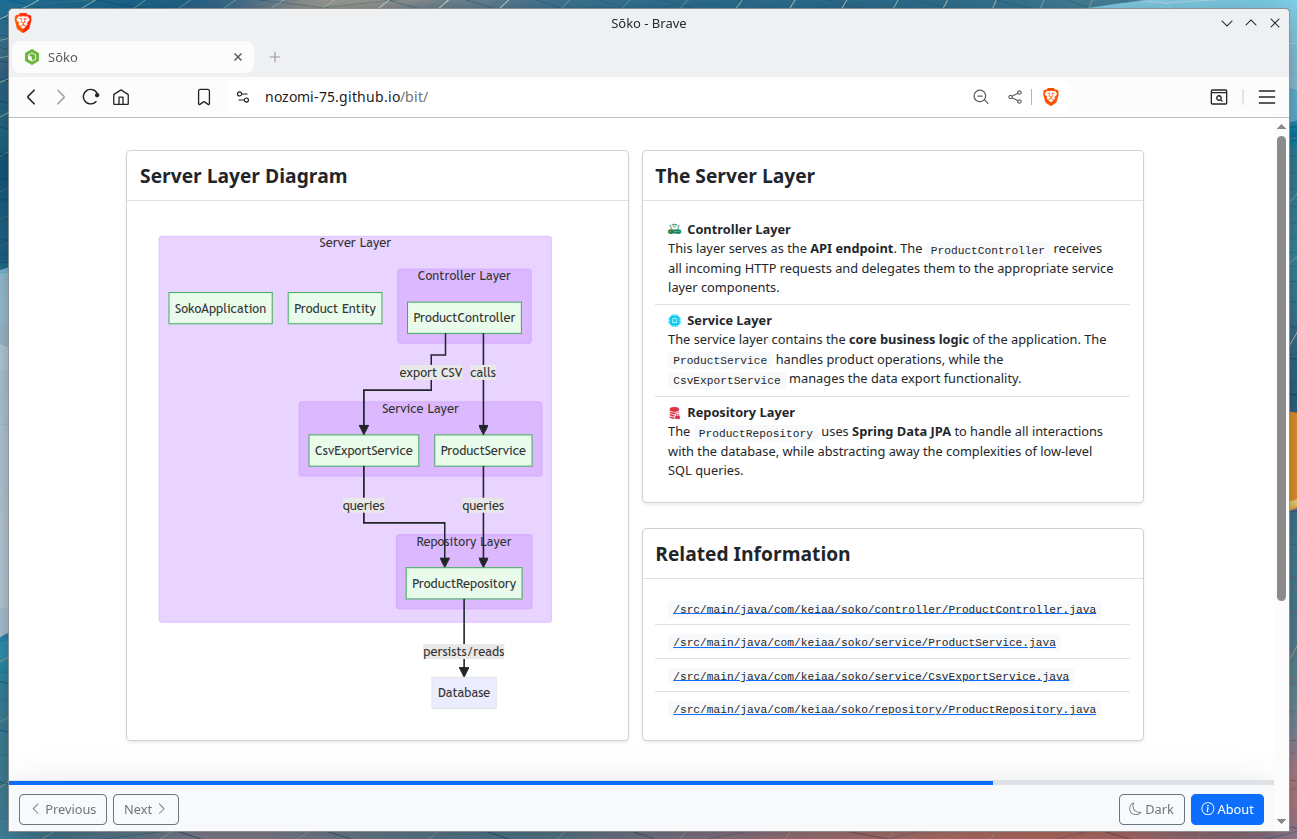 Sōko - Brave
Sōko
nozomi-75.github.io/bit/
Server Layer Diagram
Server Layer
Controller Layer
SokoApplication
Product Entity
ProductController
export CSV
calls
Service Layer
CsvExportService
ProductService
queries
queries
Repository Layer
ProductRepository
persists/reads
Database
The Server Layer
Controller Layer
This layer serves as the API endpoint. The ProductController receives
all incoming HTTP requests and delegates them to the appropriate service
layer components.
Service Layer
The service layer contains the core business logic of the application. The
ProductService handles product operations, while the
CsvExportService manages the data export functionality.
Repository Layer
The ProductRepository uses Spring Data JPA to handle all interactions
with the database, while abstracting away the complexities of low-level
SQL queries.
Related Information
/src/main/java/com/keiaa/soko/controller/ProductController.java
/src/main/java/com/keiaa/soko/service/ProductService.java
/src/main/java/com/keiaa/soko/service/CsvExportService.java
/src/main/java/com/keiaa/soko/repository/ProductRepository.java
Previous
Next
Dark
About